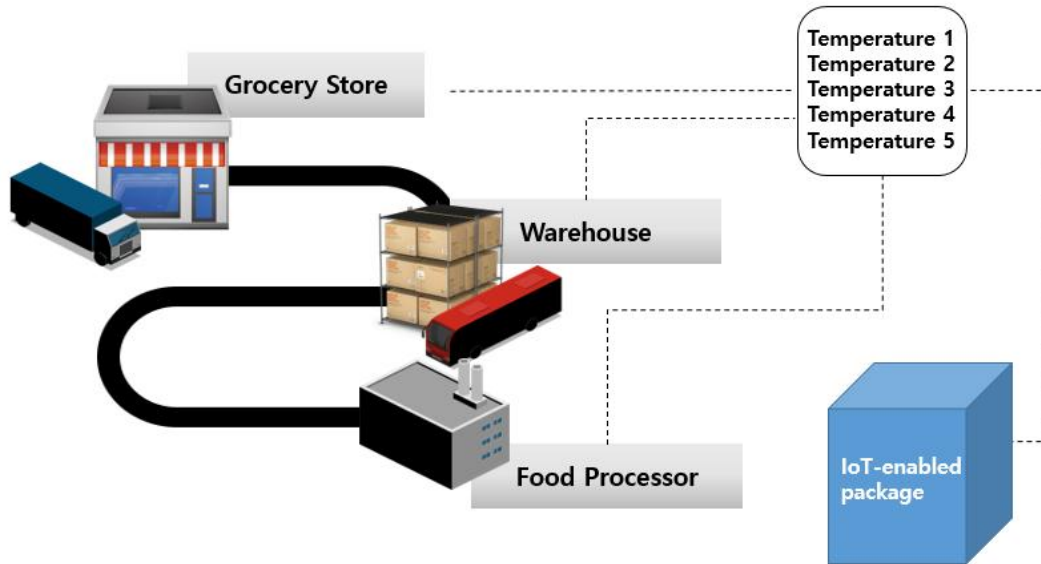 Temperature 1
Temperature 2
Temperature 3
Temperature 4
Temperature 5
Grocery Store
Warehouse
Food Processor
IoT-enabled
package